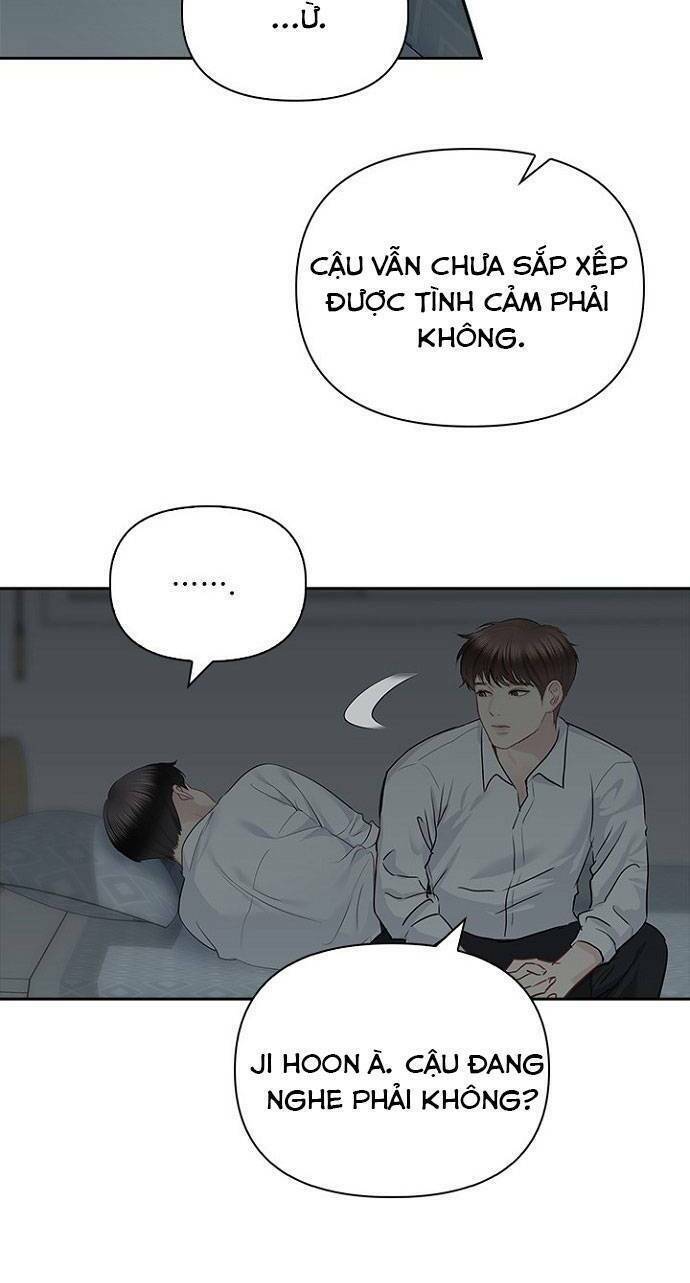 ...Ừ.
CẬU VẪN CHƯA SẮP XẾP
ĐƯỢC TÌNH CẢM PHẢI
KHÔNG.
.......
JI HOON À. CẬU ĐANG
NGHE PHẢI KHÔNG?